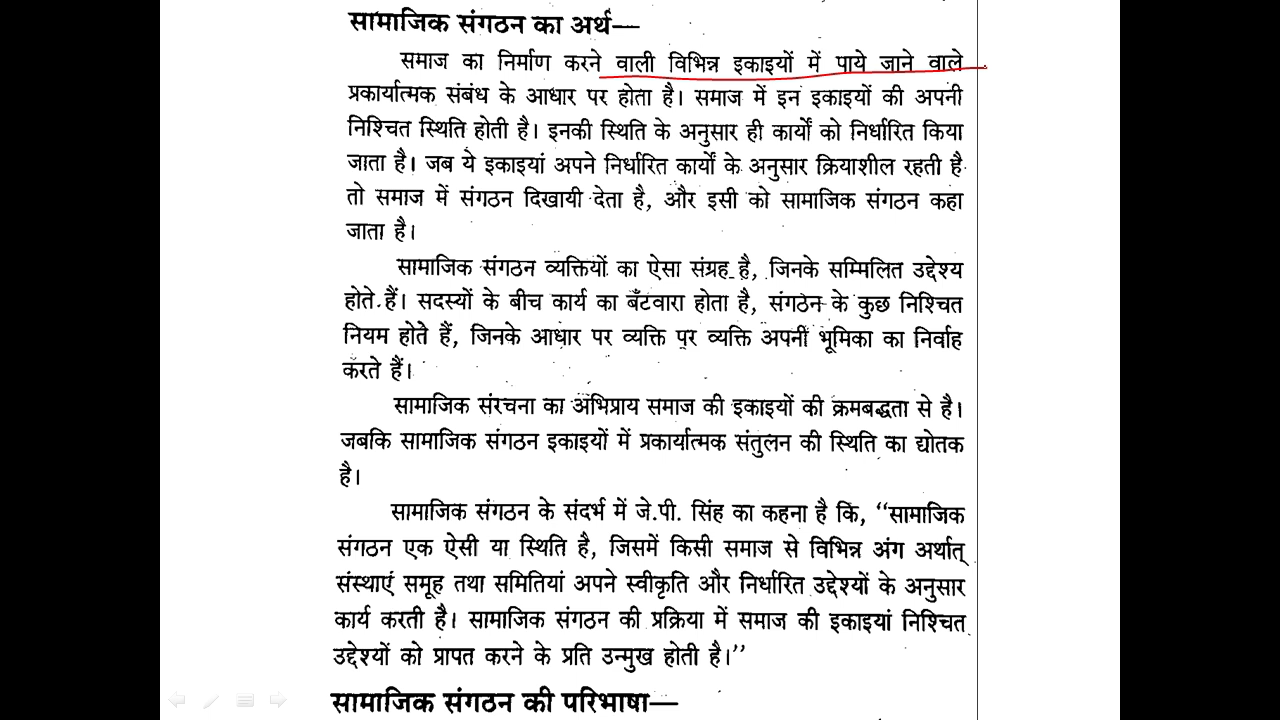 सामाजिक संगठन का अर्थ—
समाज का निर्माण करने वाली विभिन्न इकाइयों में पाये जाने वाले
प्रकार्यात्मक संबंध के आधार पर होता है। समाज में इन इकाइयों की अपनी
निश्चित स्थिति होती है। इनकी स्थिति के अनुसार ही कार्यों को निर्धारित किया
जाता है। जब ये इकाइयां अपने निर्धारित कार्यों के अनुसार क्रियाशील रहती है
तो समाज में संगठन दिखायी देता है, और इसी को सामाजिक संगठन कहा
जाता है।
सामाजिक संगठन व्यक्तियों का ऐसा संग्रह है, जिनके सम्मिलित उद्देश्य
होते हैं। सदस्यों के बीच कार्य का बँटवारा होता है, संगठन के कुछ निश्चित
नियम होते हैं, जिनके आधार पर व्यक्ति पर व्यक्ति अपनी भूमिका का निर्वाह
करते हैं।
सामाजिक संरचना का अभिप्राय समाज की इकाइयों की क्रमबद्धता से है।
जबकि सामाजिक संगठन इकाइयों में प्रकार्यात्मक संतुलन की स्थिति का द्योतक
है।
सामाजिक संगठन के संदर्भ में जे.पी. सिंह का कहना है कि, “सामाजिक
संगठन एक ऐसी या स्थिति है, जिसमें किसी समाज से विभिन्न अंग अर्थात्
संस्थाएं समूह तथा समितियां अपने स्वीकृति और निर्धारित उद्देश्यों के अनुसार
कार्य करती है। सामाजिक संगठन की प्रक्रिया में समाज की इकाइयां निश्चित
उद्देश्यों को प्रापत करने के प्रति उन्मुख होती है।”
सामाजिक संगठन की परिभाषा—